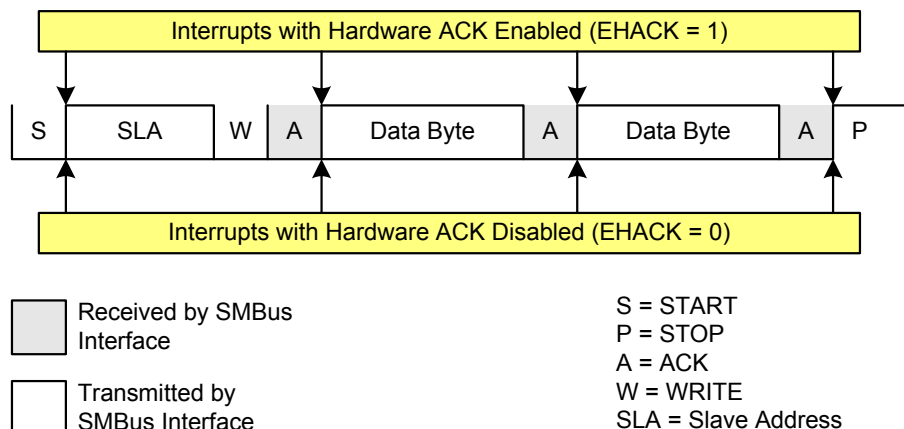 Interrupts with Hardware ACK Enabled (EHACK = 1)
S SLA W A Data Byte A Data Byte A P
Interrupts with Hardware ACK Disabled (EHACK = 0)
Received by SMBus
Interface
Transmitted by
SMBus Interface
S = START
P = STOP
A = ACK
W = WRITE
SLA = Slave Address